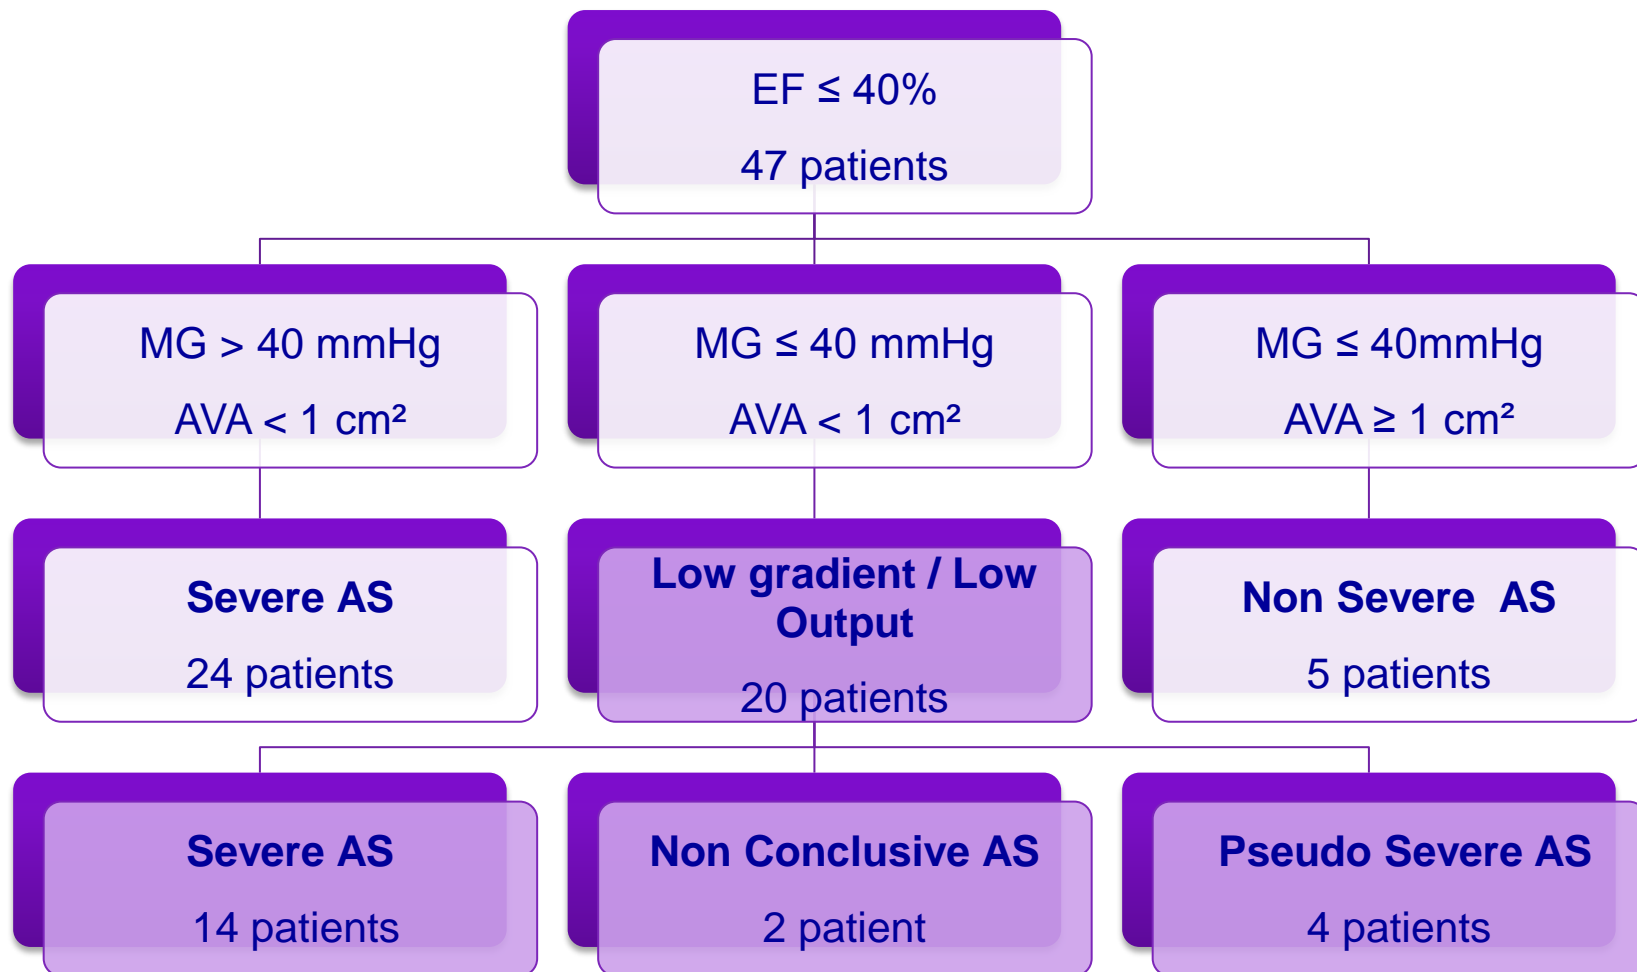 EF ≤ 40%
47 patients
MG > 40 mmHg
AVA < 1 cm²
MG ≤ 40 mmHg
AVA < 1 cm²
MG ≤ 40mmHg
AVA ≥ 1 cm²
Severe AS
24 patients
Low gradient / Low
Output
20 patients
Non Severe AS
5 patients
Severe AS
14 patients
Non Conclusive AS
2 patient
Pseudo Severe AS
4 patients